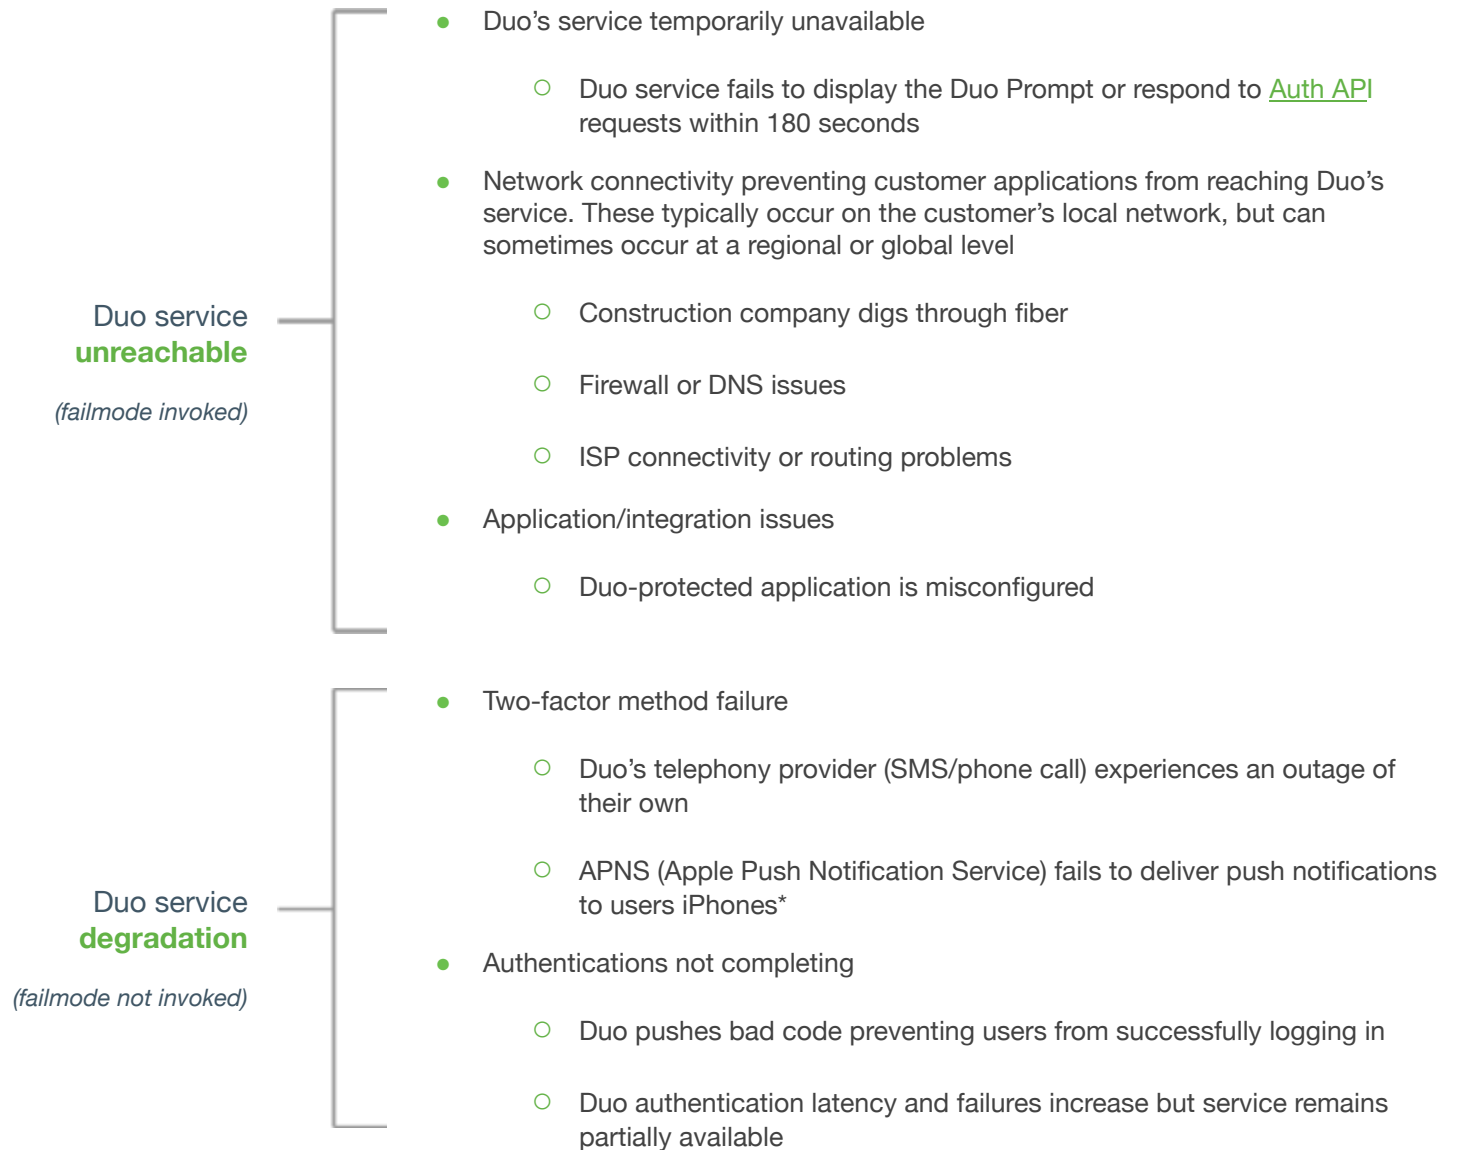 Duo service
unreachable
(failmode invoked)
● Duo’s service temporarily unavailable
○ Duo service fails to display the Duo Prompt or respond to Auth API
requests within 180 seconds
● Network connectivity preventing customer applications from reaching Duo’s
service. These typically occur on the customer’s local network, but can
sometimes occur at a regional or global level
○ Construction company digs through fiber
○ Firewall or DNS issues
○ ISP connectivity or routing problems
● Application/integration issues
○ Duo-protected application is misconfigured
Duo service
degradation
(failmode not invoked)
● Two-factor method failure
○ Duo’s telephony provider (SMS/phone call) experiences an outage of
their own
○ APNS (Apple Push Notification Service) fails to deliver push notifications
to users iPhones*
● Authentications not completing
○ Duo pushes bad code preventing users from successfully logging in
○ Duo authentication latency and failures increase but service remains
partially available